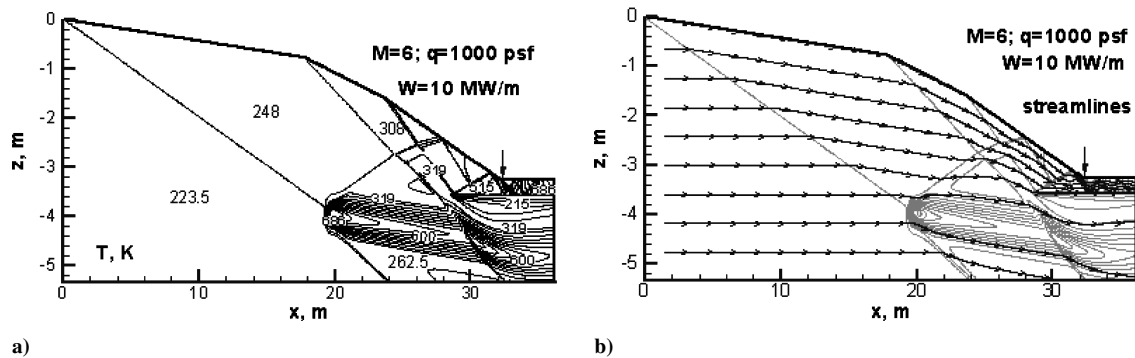 0
-1
-2
-3
-4
-5
z, m
M=6; q=1000 psf
W=10 MW/m
248
308
319
515
215
319
319
223.5
600
600
262.5
T, K
0
10
20
30
x, m
a)
0
-1
-2
-3
-4
-5
z, m
M=6; q=1000 psf
W=10 MW/m
streamlines
0
10
20
30
x, m
b)